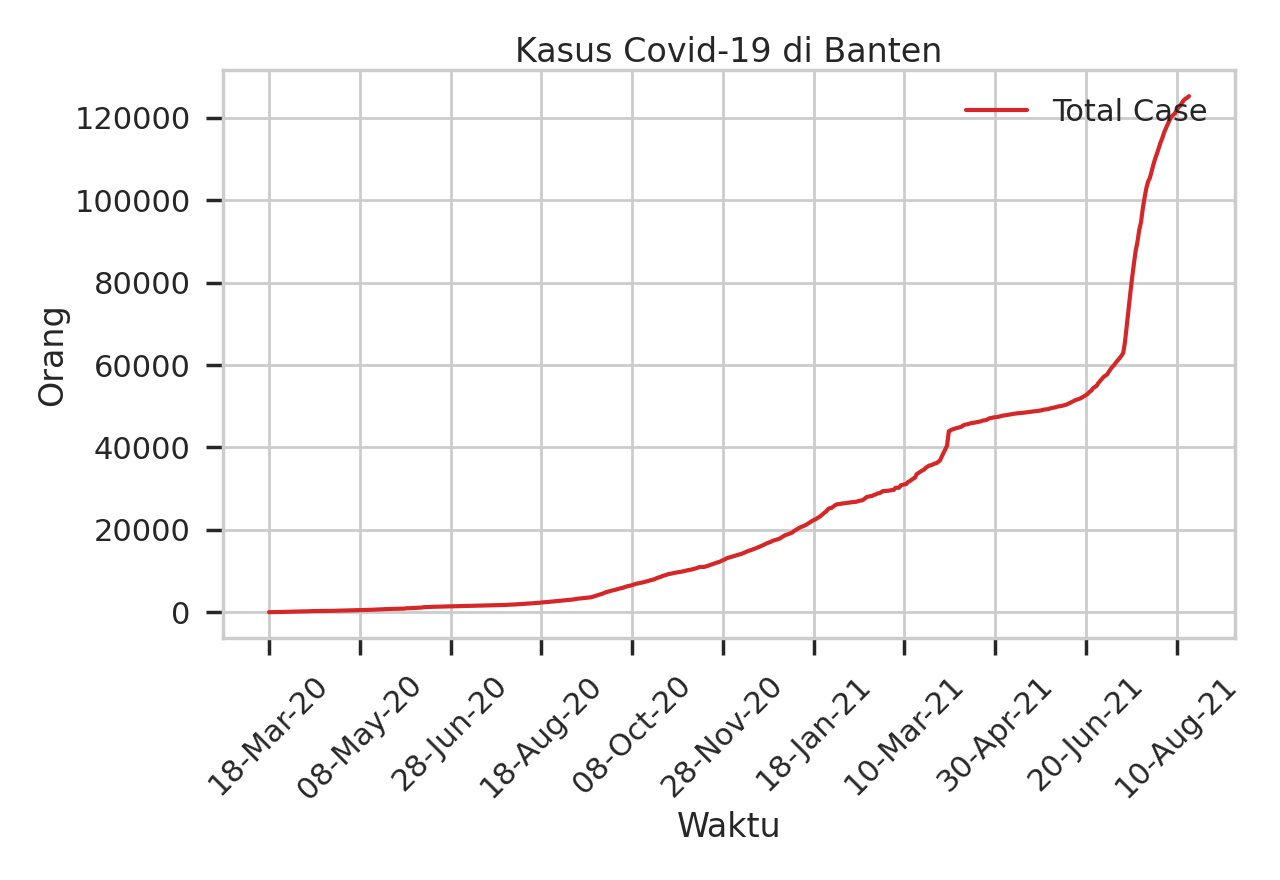 Kasus Covid-19 di Banten
Total Case
120000
100000
80000
60000
40000
20000
0
Orang
18-Mar-20
08-May-20
28-Jun-20
18-Aug-20
08-Oct-20
28-Nov-20
18-Jan-21
10-Mar-21
30-Apr-21
20-Jun-21
10-Aug-21
Waktu